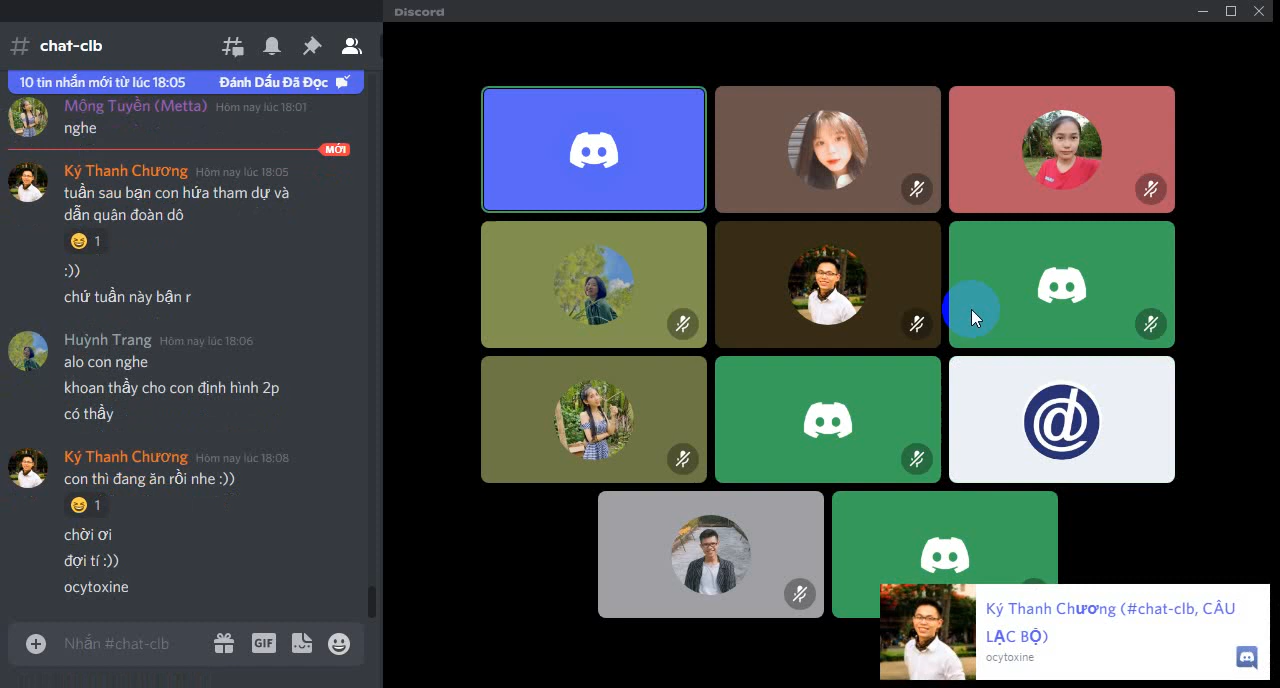 Discord
chat-clb
10 tin nhắn mới từ lúc 18:05 Đánh Dấu Đã Đọc
Mộng Tuyền (Metta) Hôm nay lúc 18:01
nghe
MỚI
Ký Thanh Chương Hôm nay lúc 18:05
tuần sau bạn con hứa tham dự và
dẫn quân đoàn dô
1
:))
chứ tuần này bận r
Huỳnh Trang Hôm nay lúc 18:06
alo con nghe
khoan thầy cho con định hình 2p
có thầy
Ký Thanh Chương Hôm nay lúc 18:08
con thì đang ăn rồi nhe :))
1
chời ơi
đợi tí :))
ocytoxine
Nhắn #chat-clb
GIF
Ký Thanh Chương (#chat-clb, CÂU
LẠC BỘ)
ocytoxine